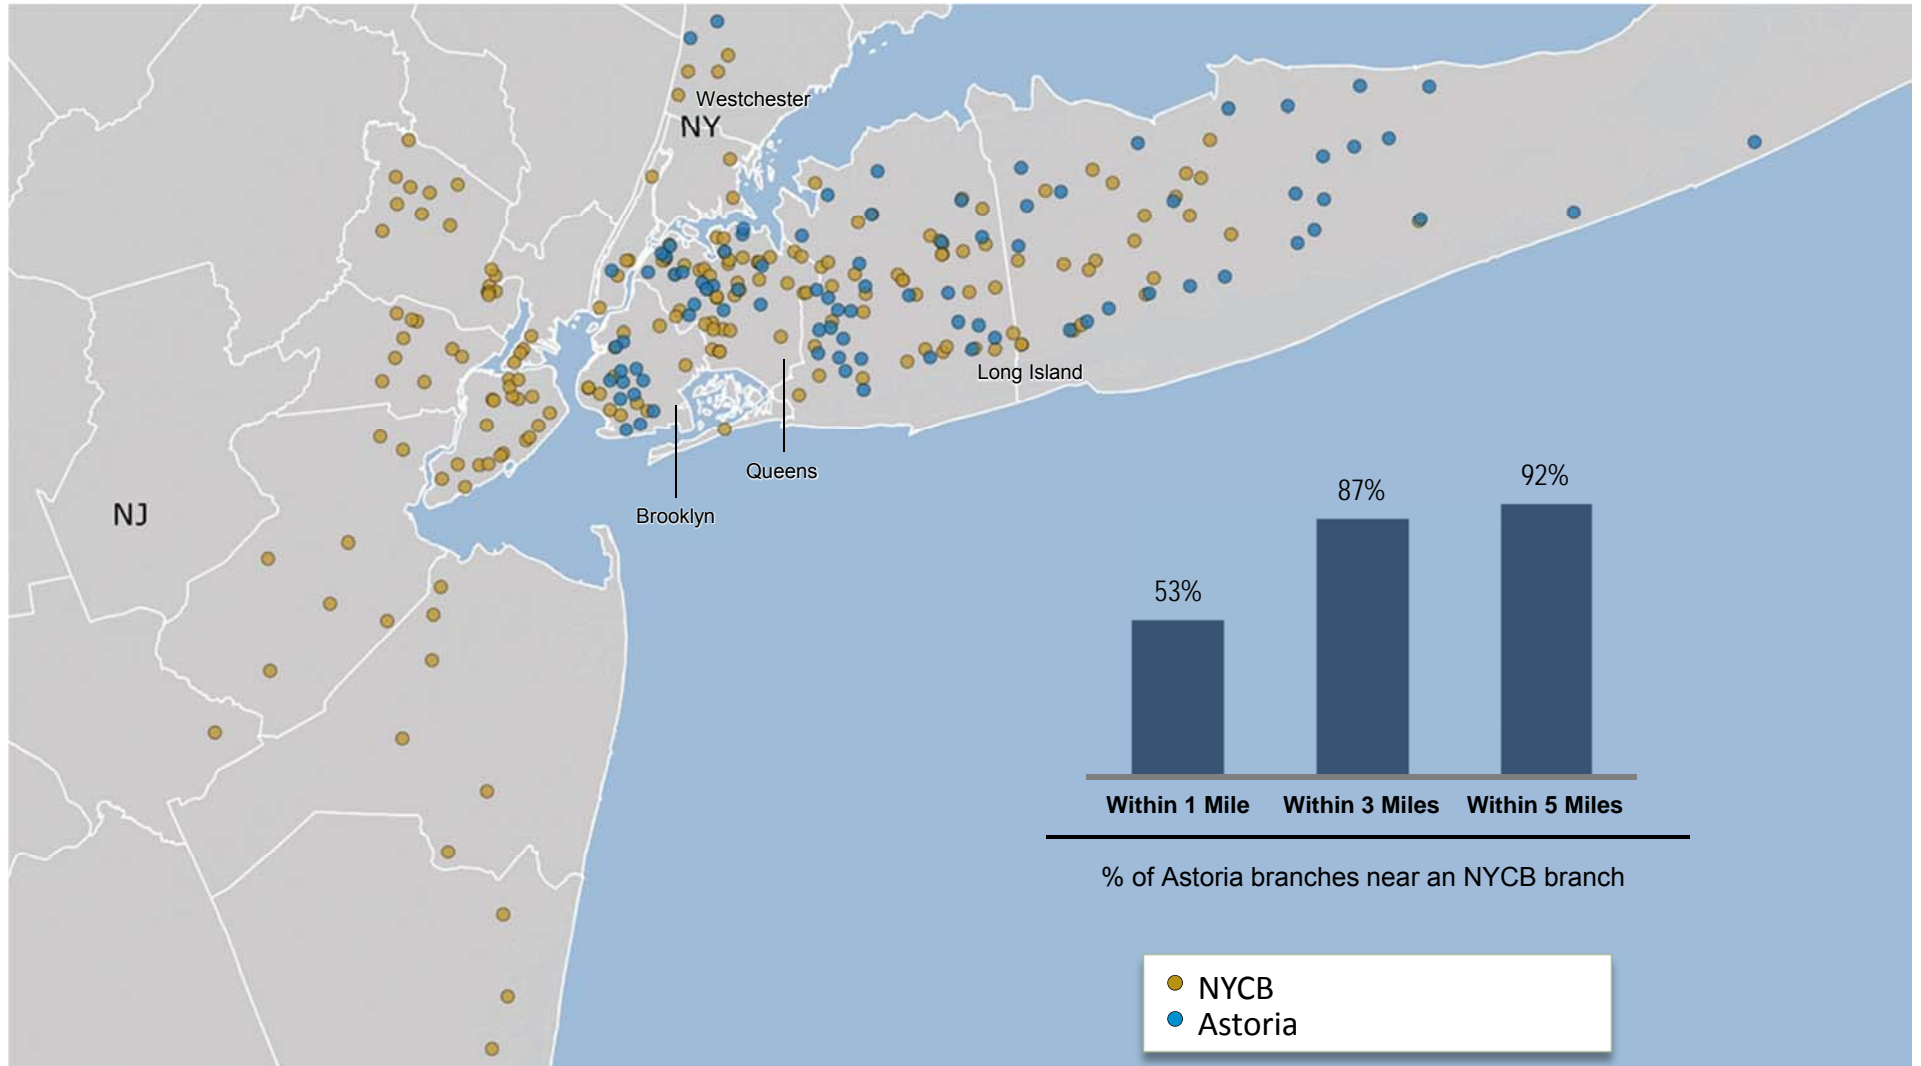 Westchester
NY
Long Island
Queens
Brooklyn
NJ
53%
87%
92%
Within 1 Mile
Within 3 Miles
Within 5 Miles
% of Astoria branches near an NYCB branch
NYCB
Astoria